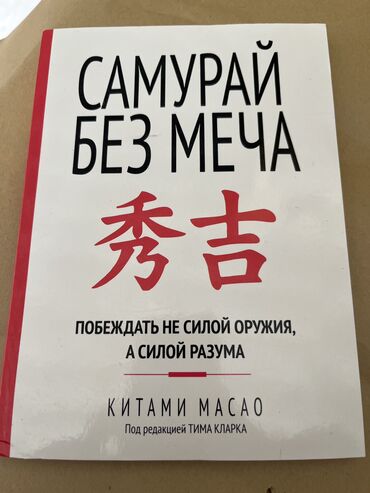 САМУРАЙ
БЕЗ МЕЧА
秀吉
ПОБЕЖДАТЬ НЕ СИЛОЙ ОРУЖИЯ,
А СИЛОЙ РАЗУМА
КИТАМИ МАСАО
Под редакцией ТИМА КЛАРКА